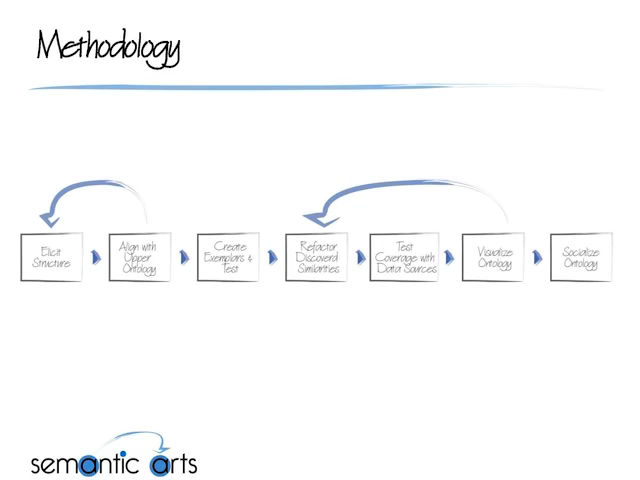 Methodology
Elicit
Structure
Align with
Upper
Ontology
Create
Exemplars &
Test
Refactor
Discoverd
Similarities
Test
Coverage with
Data Sources
Visualize
Ontology
Socialize
Ontology
semantic arts